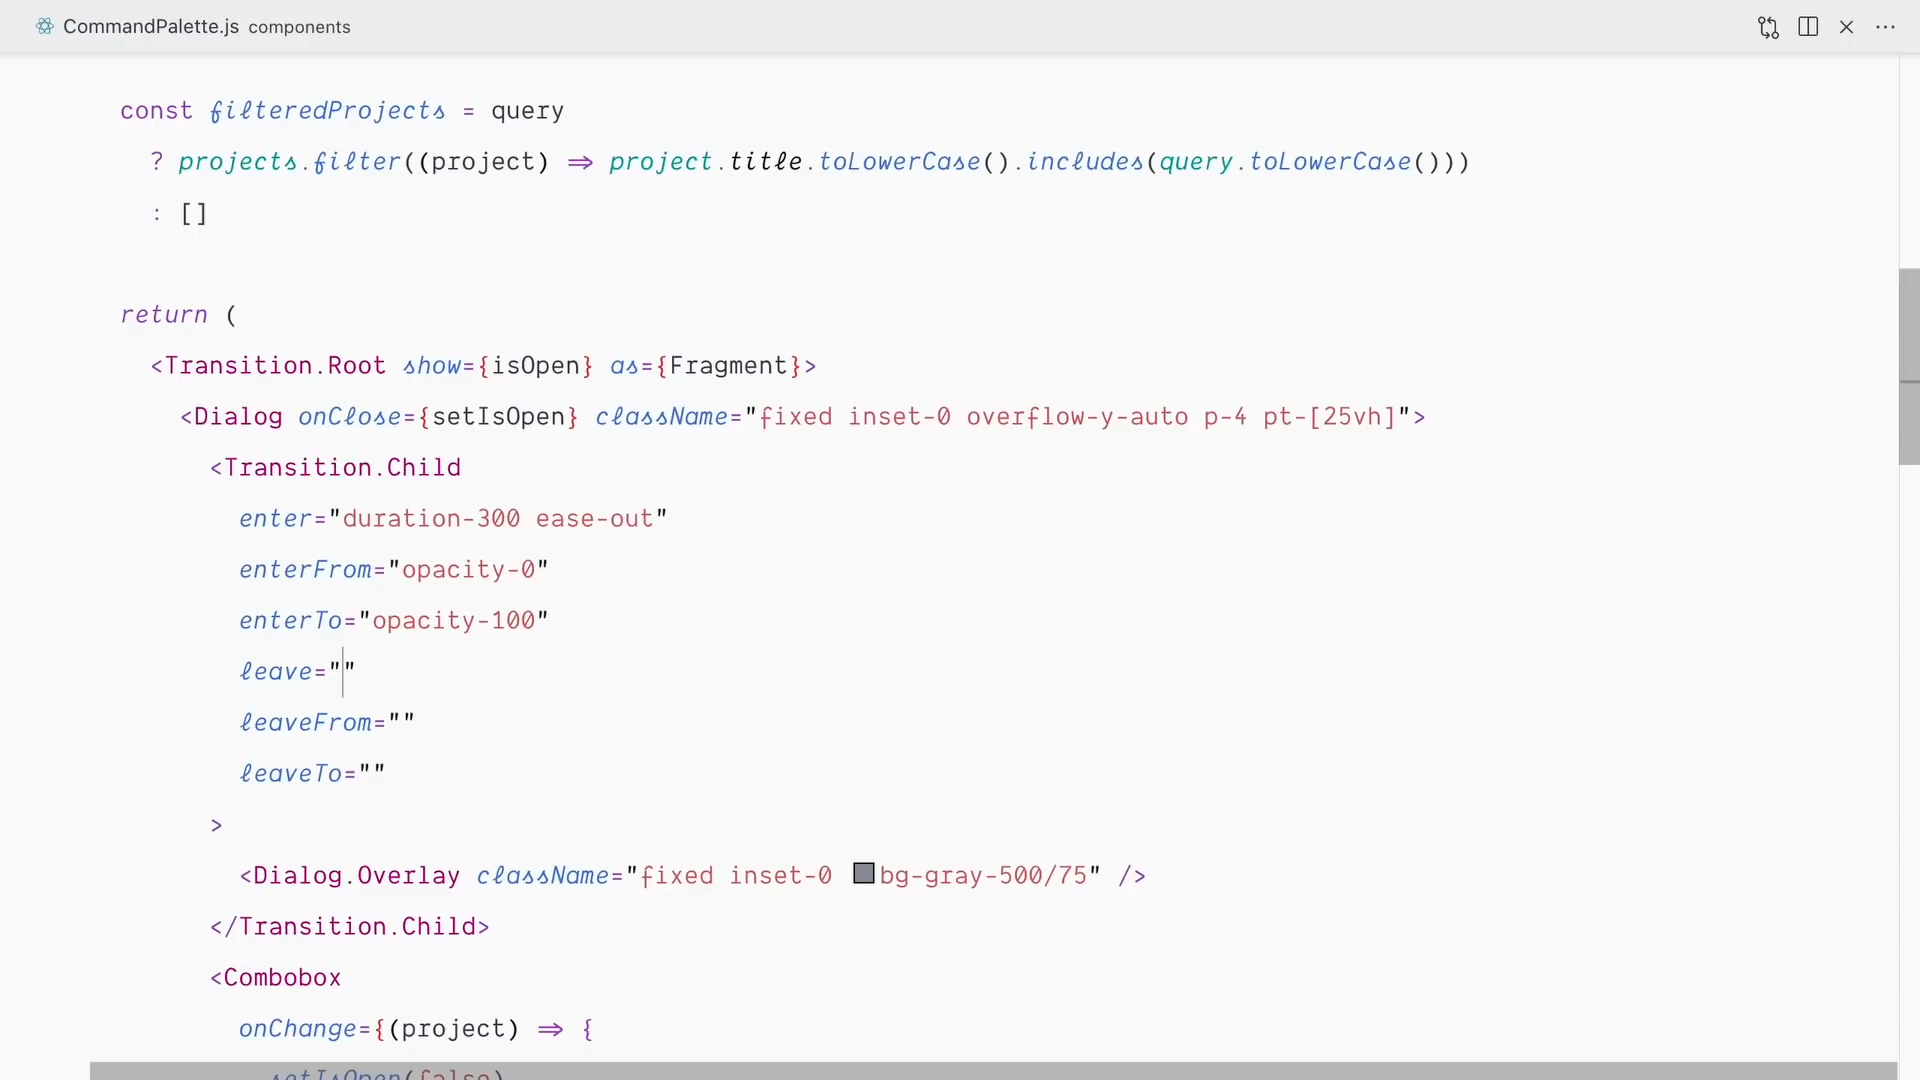 CommandPalette.js components
const filteredProjects = query
? projects.filter((project) => project.title.toLowerCase().includes(query.toLowerCase()))
: []
return (
<Transition.Root show={isOpen} as={Fragment}>
<Dialog onClose={setIsOpen} className="fixed inset-0 overflow-y-auto p-4 pt-[25vh]">
<Transition.Child
enter="duration-300 ease-out"
enterFrom="opacity-0"
enterTo="opacity-100"
leave=""
leaveFrom=""
leaveTo=""
>
<Dialog.Overlay className="fixed inset-0 bg-gray-500/75" />
</Transition.Child>
<Combobox
onChange={(project) => {
setIsOpen(false)